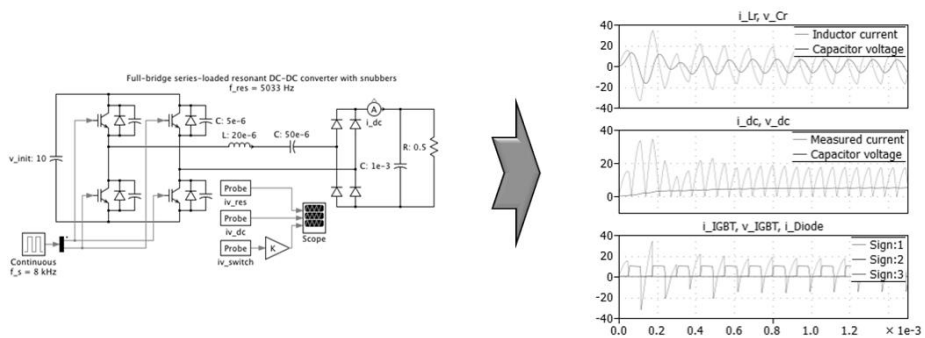 Full-bridge series-loaded resonant DC-DC converter with snubbers
f_res = 5033 Hz
A
i_dc
C: 5e-6
L: 20e-6
C: 50e-6
R: 0.5
v_init: 10
C: 1e-3
Probe
iv_res
Probe
iv_dc
Probe
iv_switch
K
Scope
Continuous
f_s = 8 kHz
i_Lr, v_Cr
Inductor current
Capacitor voltage
40
20
0
-20
-40
i_dc, v_dc
Measured current
Capacitor voltage
40
20
0
i_IGBT, v_IGBT, i_Diode
Sign:1
Sign:2
Sign:3
40
20
0
-20
-40
0.0 0.2 0.4 0.6 0.8 1.0 1.2 × 1e-3